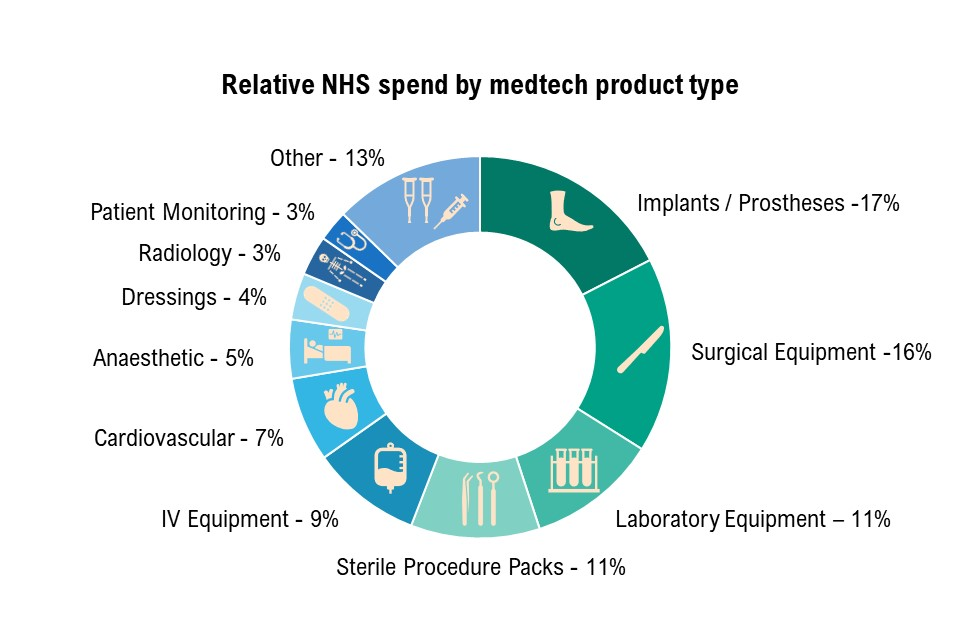 Relative NHS spend by medtech product type
Other - 13%
Implants / Prostheses -17%
Patient Monitoring - 3%
Radiology - 3%
Dressings - 4%
Surgical Equipment -16%
Anaesthetic - 5%
Cardiovascular - 7%
IV Equipment - 9%
Laboratory Equipment – 11%
Sterile Procedure Packs - 11%